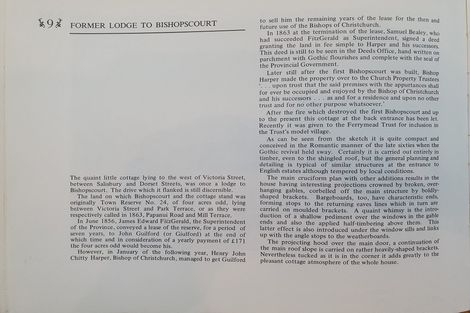 9
FORMER LODGE TO BISHOPSCOURT
The quaint little cottage lying to the west of Victoria Street,
between Salisbury and Dorset Streets, was once a lodge to
Bishopscourt. The drive which it flanked is still discernible.
The land on which Bishopscourt and the cottage stand was
originally Town Reserve No. 24, of four acres odd, lying
between Victoria Street and Park Terrace, or as they were
respectively called in 1863, Papanui Road and Mill Terrace.
In June 1856, James Edward FitzGerald, the Superintendent
of the Province, conveyed a lease of the reserve, for a period of
seven years, to John Guilford (or Guiford) at the end of
which time and in consideration of a yearly payment of £171
the four acres odd would become his.
However, in January of the following year, Henry John
Chitty Harper, Bishop of Christchurch, managed to get Guilford
to sell him the remaining years of the lease for the then and
future use of the Bishops of Christchurch.
In 1863 at the termination of the lease, Samuel Bealey, who
had succeeded FitzGerald as Superintendent, signed a deed
granting the land in fee simple to Harper and his successors.
This deed is still to be seen in the Deeds Office, hand written on
parchment with Gothic flourishes and complete with the seal of
the Provincial Government.
Later still after the first Bishopscourt was built, Bishop
Harper made the property over to the Church Property Trustees
'. . . upon trust that the said premises with the appurtances shall
for ever be occupied and enjoyed by the Bishop of Christchurch
and his successors . . . as and for a residence and upon no other
trust and for no other purpose whatsoever.'
After the fire which destroyed the first Bishopscourt and up
to the present this cottage at the back entrance has been let.
Recently it was given to the Ferrymead Trust for inclusion in
the Trust's model village.
As can be seen from the sketch it is quite compact and
conceived in the Romantic manner of the late sixties when the
Gothic revival held sway. Certainly it is carried out entirely in
timber, even to the shingled roof, but the general planning and
detailing is typical of similar structures at the entrance to
English estates although tempered by local conditions.
The main cruciform plan with other additions results in the
house having interesting projections crowned by broken, over-
hanging gables, corbelled off the main structure by boldly-
shaped brackets. Bargeboards, too, have characteristic ends,
forming stops to the returning eaves lines which in turn are
carried on moulded brackets. A quaint whimsy is the intro-
duction of a shallow pediment over the windows in the gable
ends and also the applied half-timbering above them. This
latter effect is also introduced under the window sills and links
up with the angle stops to the weatherboards.
The projecting hood over the main door, a continuation of
the main roof slope is carried on rather heavily-shaped brackets.
Nevertheless tucked as it is in the corner it adds greatly to the
pleasant cottage atmosphere of the whole house.